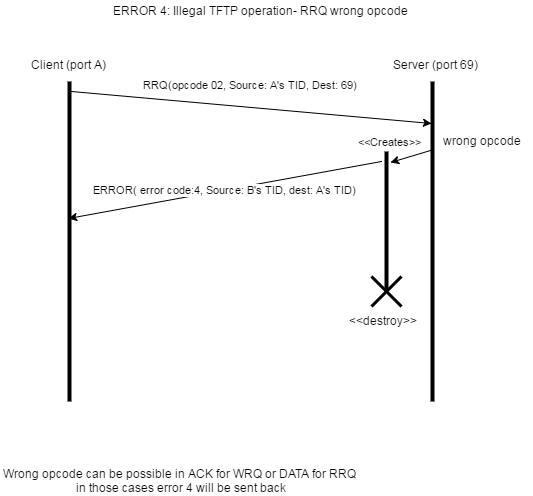 ERROR 4: Illegal TFTP operation- RRQ wrong opcode
Client (port A)
Server (port 69)
RRQ(opcode 02, Source: A's TID, Dest: 69)
<<Creates>>
wrong opcode
ERROR( error code:4, Source: B's TID, dest: A's TID)
<<destroy>>
Wrong opcode can be possible in ACK for WRQ or DATA for RRQ
in those cases error 4 will be sent back